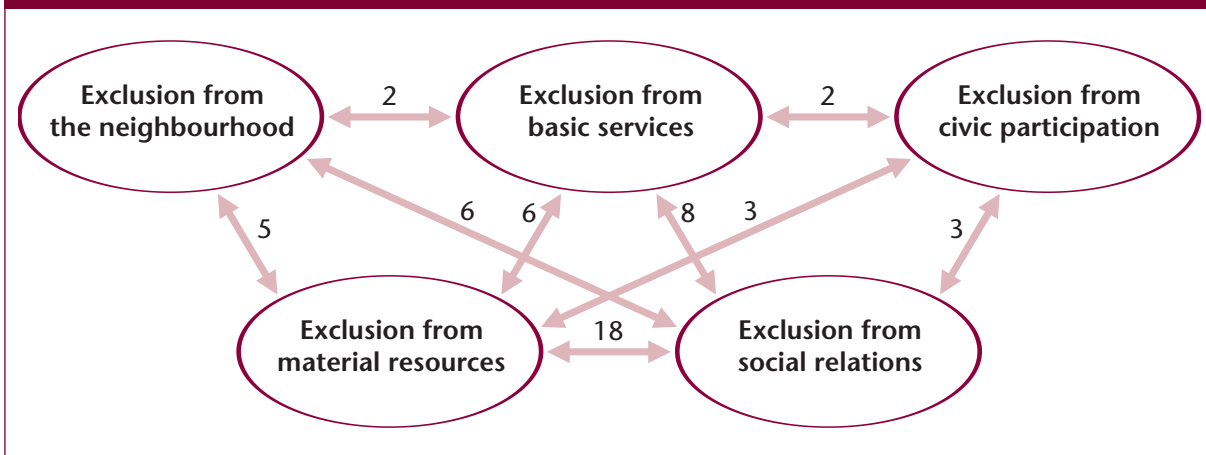 Exclusion from
the neighbourhood
2
Exclusion from
basic services
2
Exclusion from
civic participation
5
6
6
8
3
3
Exclusion from
material resources
18
Exclusion from
social relations